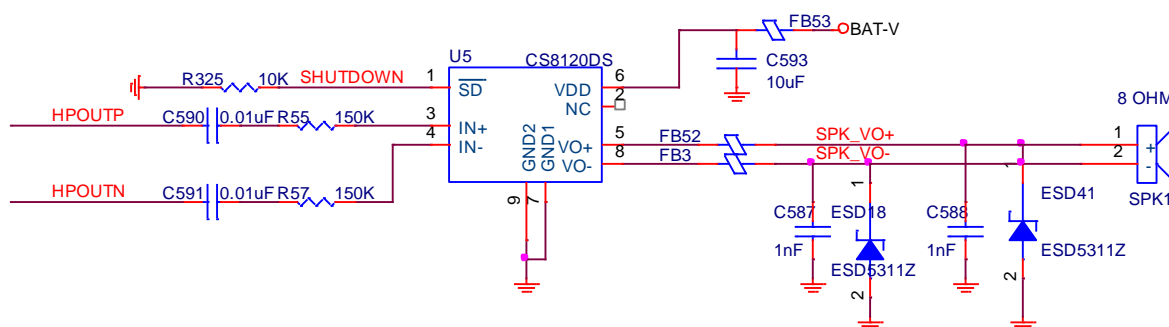 FB53
BAT-V
U5
CS8120DS
C593
10uF
R325
10K
SHUTDOWN
1
SD
VDD
6
NC
2
HPOUTP
C590
0.01uF
R55
150K
3
IN+
4
IN-
GND2
GND1
VO+
5
VO-
8
FB52
FB3
SPK_VO+
SPK_VO-
8 OHM
1
2
+
-
SPK1
HPOUTN
C591
0.01uF
R57
150K
9
7
C587
1nF
1
ESD18
ESD5311Z
2
C588
1nF
1
ESD41
ESD5311Z
2